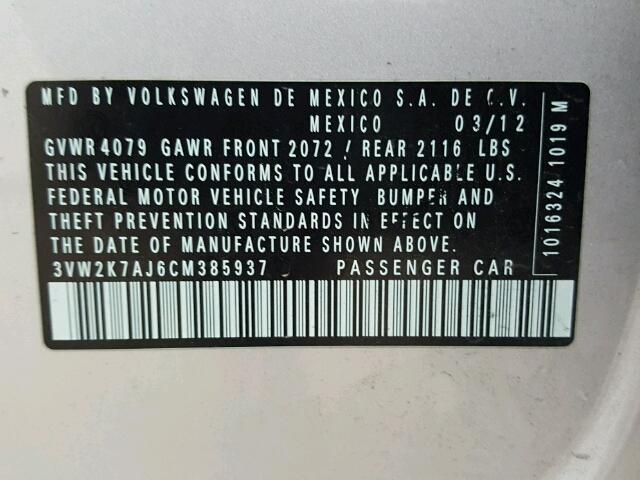 MFD BY VOLKSWAGEN DE MEXICO S.A. DE C.V.
MEXICO 03/12
GVWR 4079 GAWR FRONT 2072 / REAR 2116 LBS
THIS VEHICLE CONFORMS TO ALL APPLICABLE U.S.
FEDERAL MOTOR VEHICLE SAFETY BUMPER AND
THEFT PREVENTION STANDARDS IN EFFECT ON
THE DATE OF MANUFACTURE SHOWN ABOVE.
3VW2K7AJ6CM385937 PASSENGER CAR
1016324 1019 M